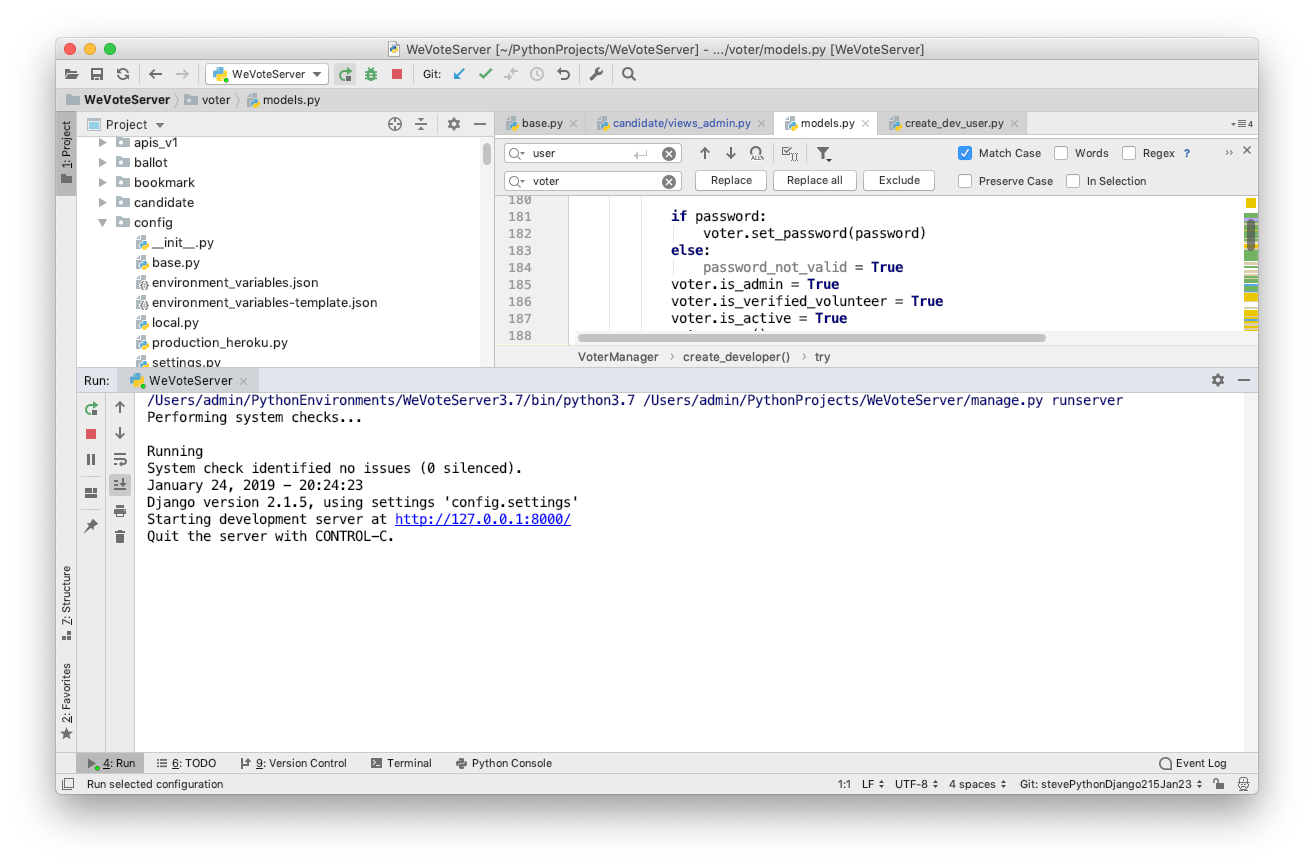 WeVoteServer [~/PythonProjects/WeVoteServer] - .../voter/models.py [WeVoteServer]
WeVoteServer Git:
WeVoteServer voter models.py
1: Project
Project
apis_v1
ballot
bookmark
candidate
config
__init__.py
base.py
environment_variables.json
environment_variables-template.json
local.py
production_heroku.py
settings.py
base.py candidate/views_admin.py models.py create_dev_user.py 4
user Match Case Words Regex ?
voter Replace Replace all Exclude Preserve Case In Selection
180
181 if password:
182 voter.set_password(password)
183 else:
184 password_not_valid = True
185 voter.is_admin = True
186 voter.is_verified_volunteer = True
187 voter.is_active = True
188
VoterManager › create_developer() › try
Run: WeVoteServer
/Users/admin/PythonEnvironments/WeVoteServer3.7/bin/python3.7 /Users/admin/PythonProjects/WeVoteServer/manage.py runserver
Performing system checks...
Running
System check identified no issues (0 silenced).
January 24, 2019 - 20:24:23
Django version 2.1.5, using settings 'config.settings'
Starting development server at http://127.0.0.1:8000/
Quit the server with CONTROL-C.
Z: Structure
2: Favorites
4: Run 6: TODO 9: Version Control Terminal Python Console Event Log
Run selected configuration 1:1 LF UTF-8 4 spaces Git: stevePythonDjango215Jan23